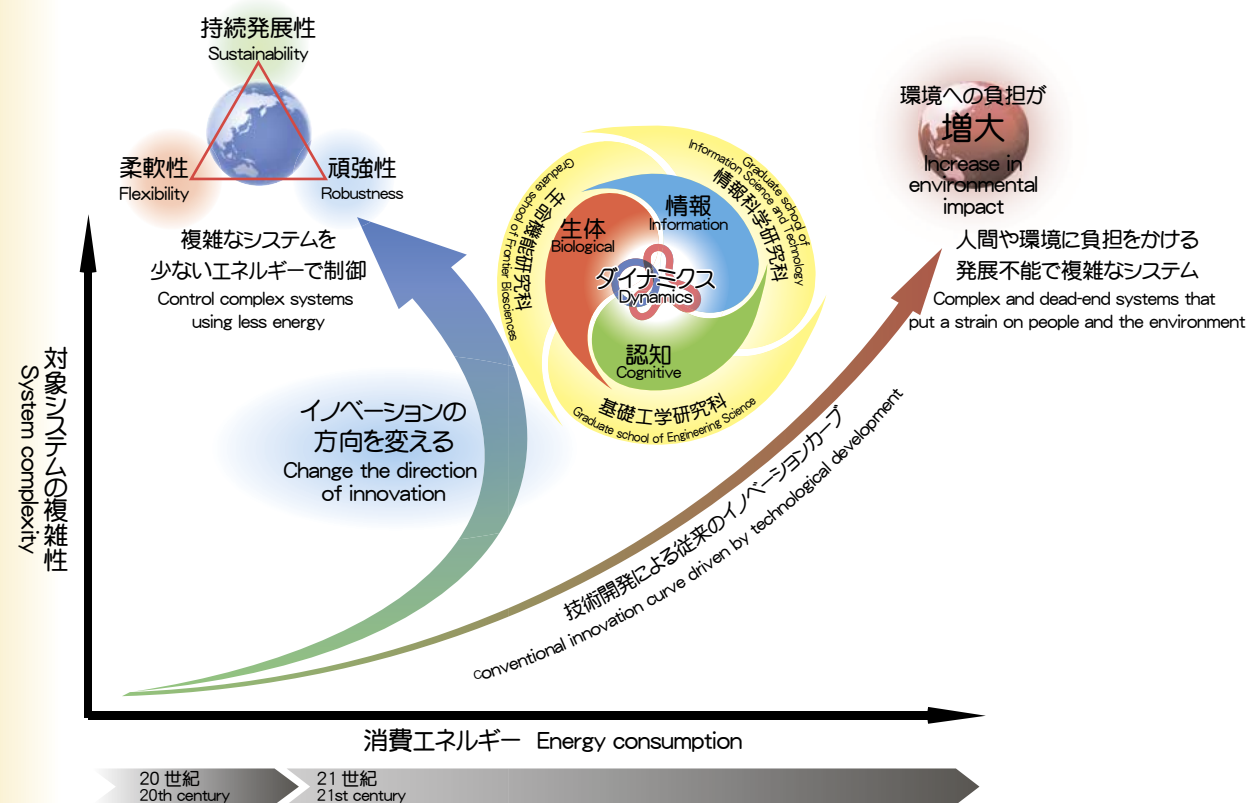 持続発展性
Sustainability
柔軟性
Flexibility
頑強性
Robustness
複雑なシステムを
少ないエネルギーで制御
Control complex systems
using less energy
環境への負担が
増大
Increase in
environmental
impact
人間や環境に負担をかける
発展不能で複雑なシステム
Complex and dead-end systems that
put a strain on people and the environment
Graduate school of
Information Science and Technology
情報科学研究科
Graduate school of Frontier Biosciences
生命機能研究科
情報
Information
生体
Biological
ダイナミクス
Dynamics
認知
Cognitive
基礎工学研究科
Graduate school of Engineering Science
イノベーションの
方向を変える
Change the direction
of innovation
技術開発による従来のイノベーションカーブ
conventional innovation curve driven by technological development
対象システムの複雑性
System complexity
消費エネルギー Energy consumption
20 世紀
20th century
21 世紀
21st century